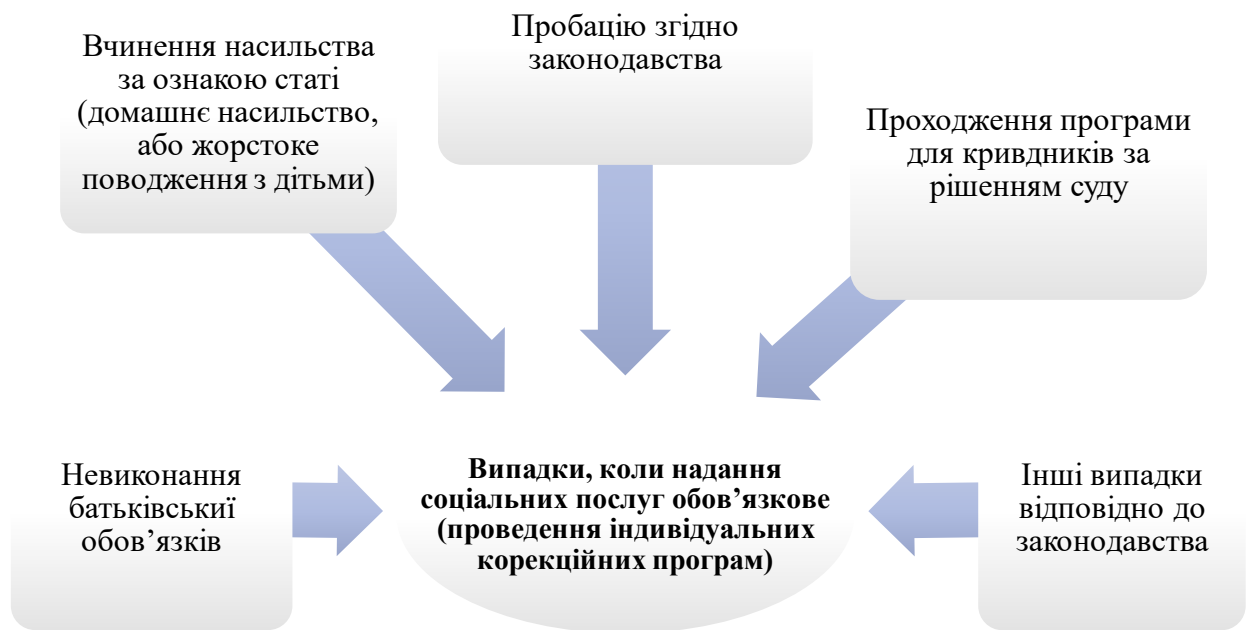 Вчинення насильства
за ознакою статі
(домашнє насильство,
або жорстоке
поводження з дітьми)
Пробацію згідно
законодавства
Проходження програми
для кривдників за
рішенням суду
Невиконання
батьківськиї
обов’язків
Випадки, коли надання
соціальних послуг обов’язкове
(проведення індивідуальних
корекційних програм)
Інші випадки
відповідно до
законодавства